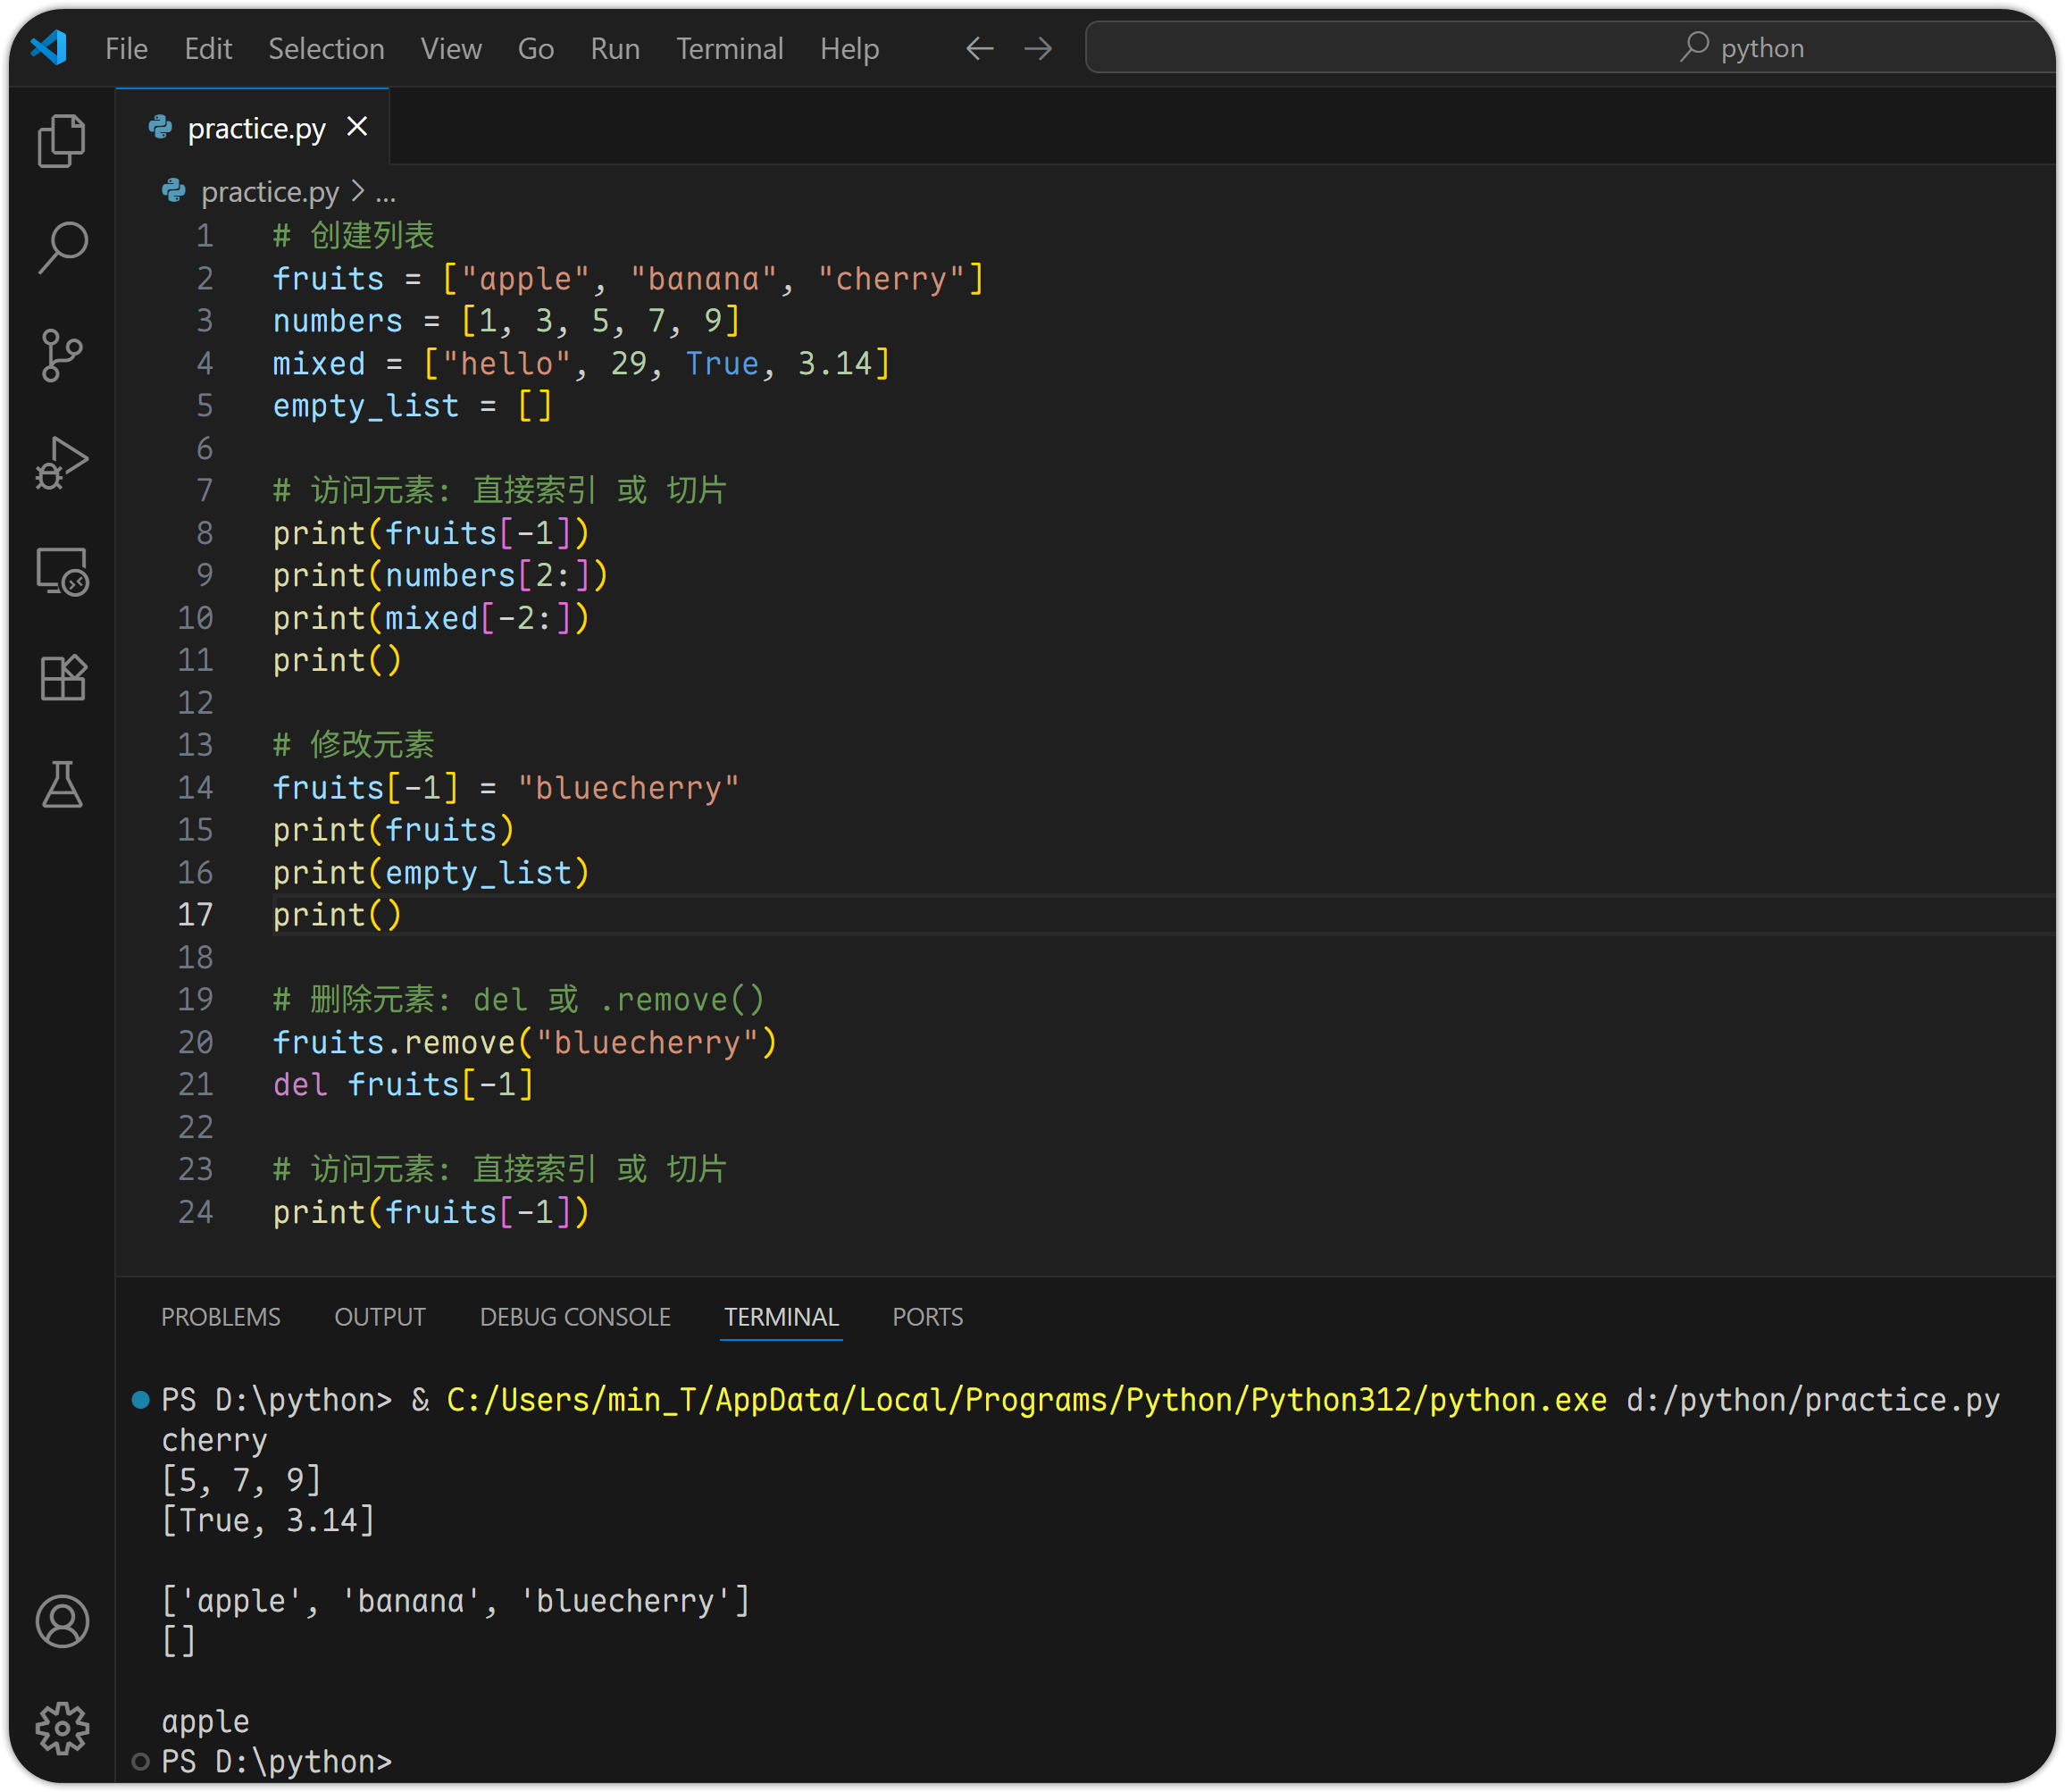 File Edit Selection View Go Run Terminal Help python
practice.py
practice.py > ...
1 # 创建列表
2 fruits = ["apple", "banana", "cherry"]
3 numbers = [1, 3, 5, 7, 9]
4 mixed = ["hello", 29, True, 3.14]
5 empty_list = []
6
7 # 访问元素: 直接索引 或 切片
8 print(fruits[-1])
9 print(numbers[2:])
10 print(mixed[-2:])
11 print()
12
13 # 修改元素
14 fruits[-1] = "bluecherry"
15 print(fruits)
16 print(empty_list)
17 print()
18
19 # 删除元素: del 或 .remove()
20 fruits.remove("bluecherry")
21 del fruits[-1]
22
23 # 访问元素: 直接索引 或 切片
24 print(fruits[-1])
PROBLEMS OUTPUT DEBUG CONSOLE TERMINAL PORTS
PS D:\python> & C:/Users/min_T/AppData/Local/Programs/Python/Python312/python.exe d:/python/practice.py
cherry
[5, 7, 9]
[True, 3.14]
['apple', 'banana', 'bluecherry']
[]
apple
PS D:\python>